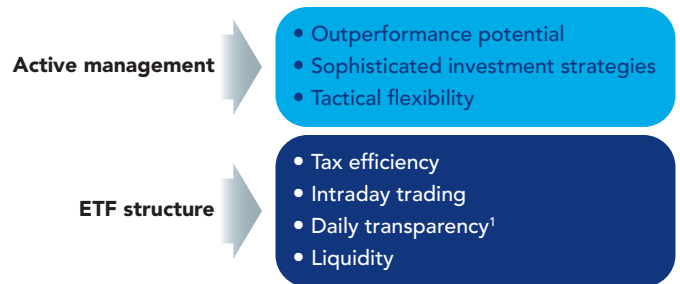 Active management
• Outperformance potential
• Sophisticated investment strategies
• Tactical flexibility
ETF structure
• Tax efficiency
• Intraday trading
• Daily transparency¹
• Liquidity